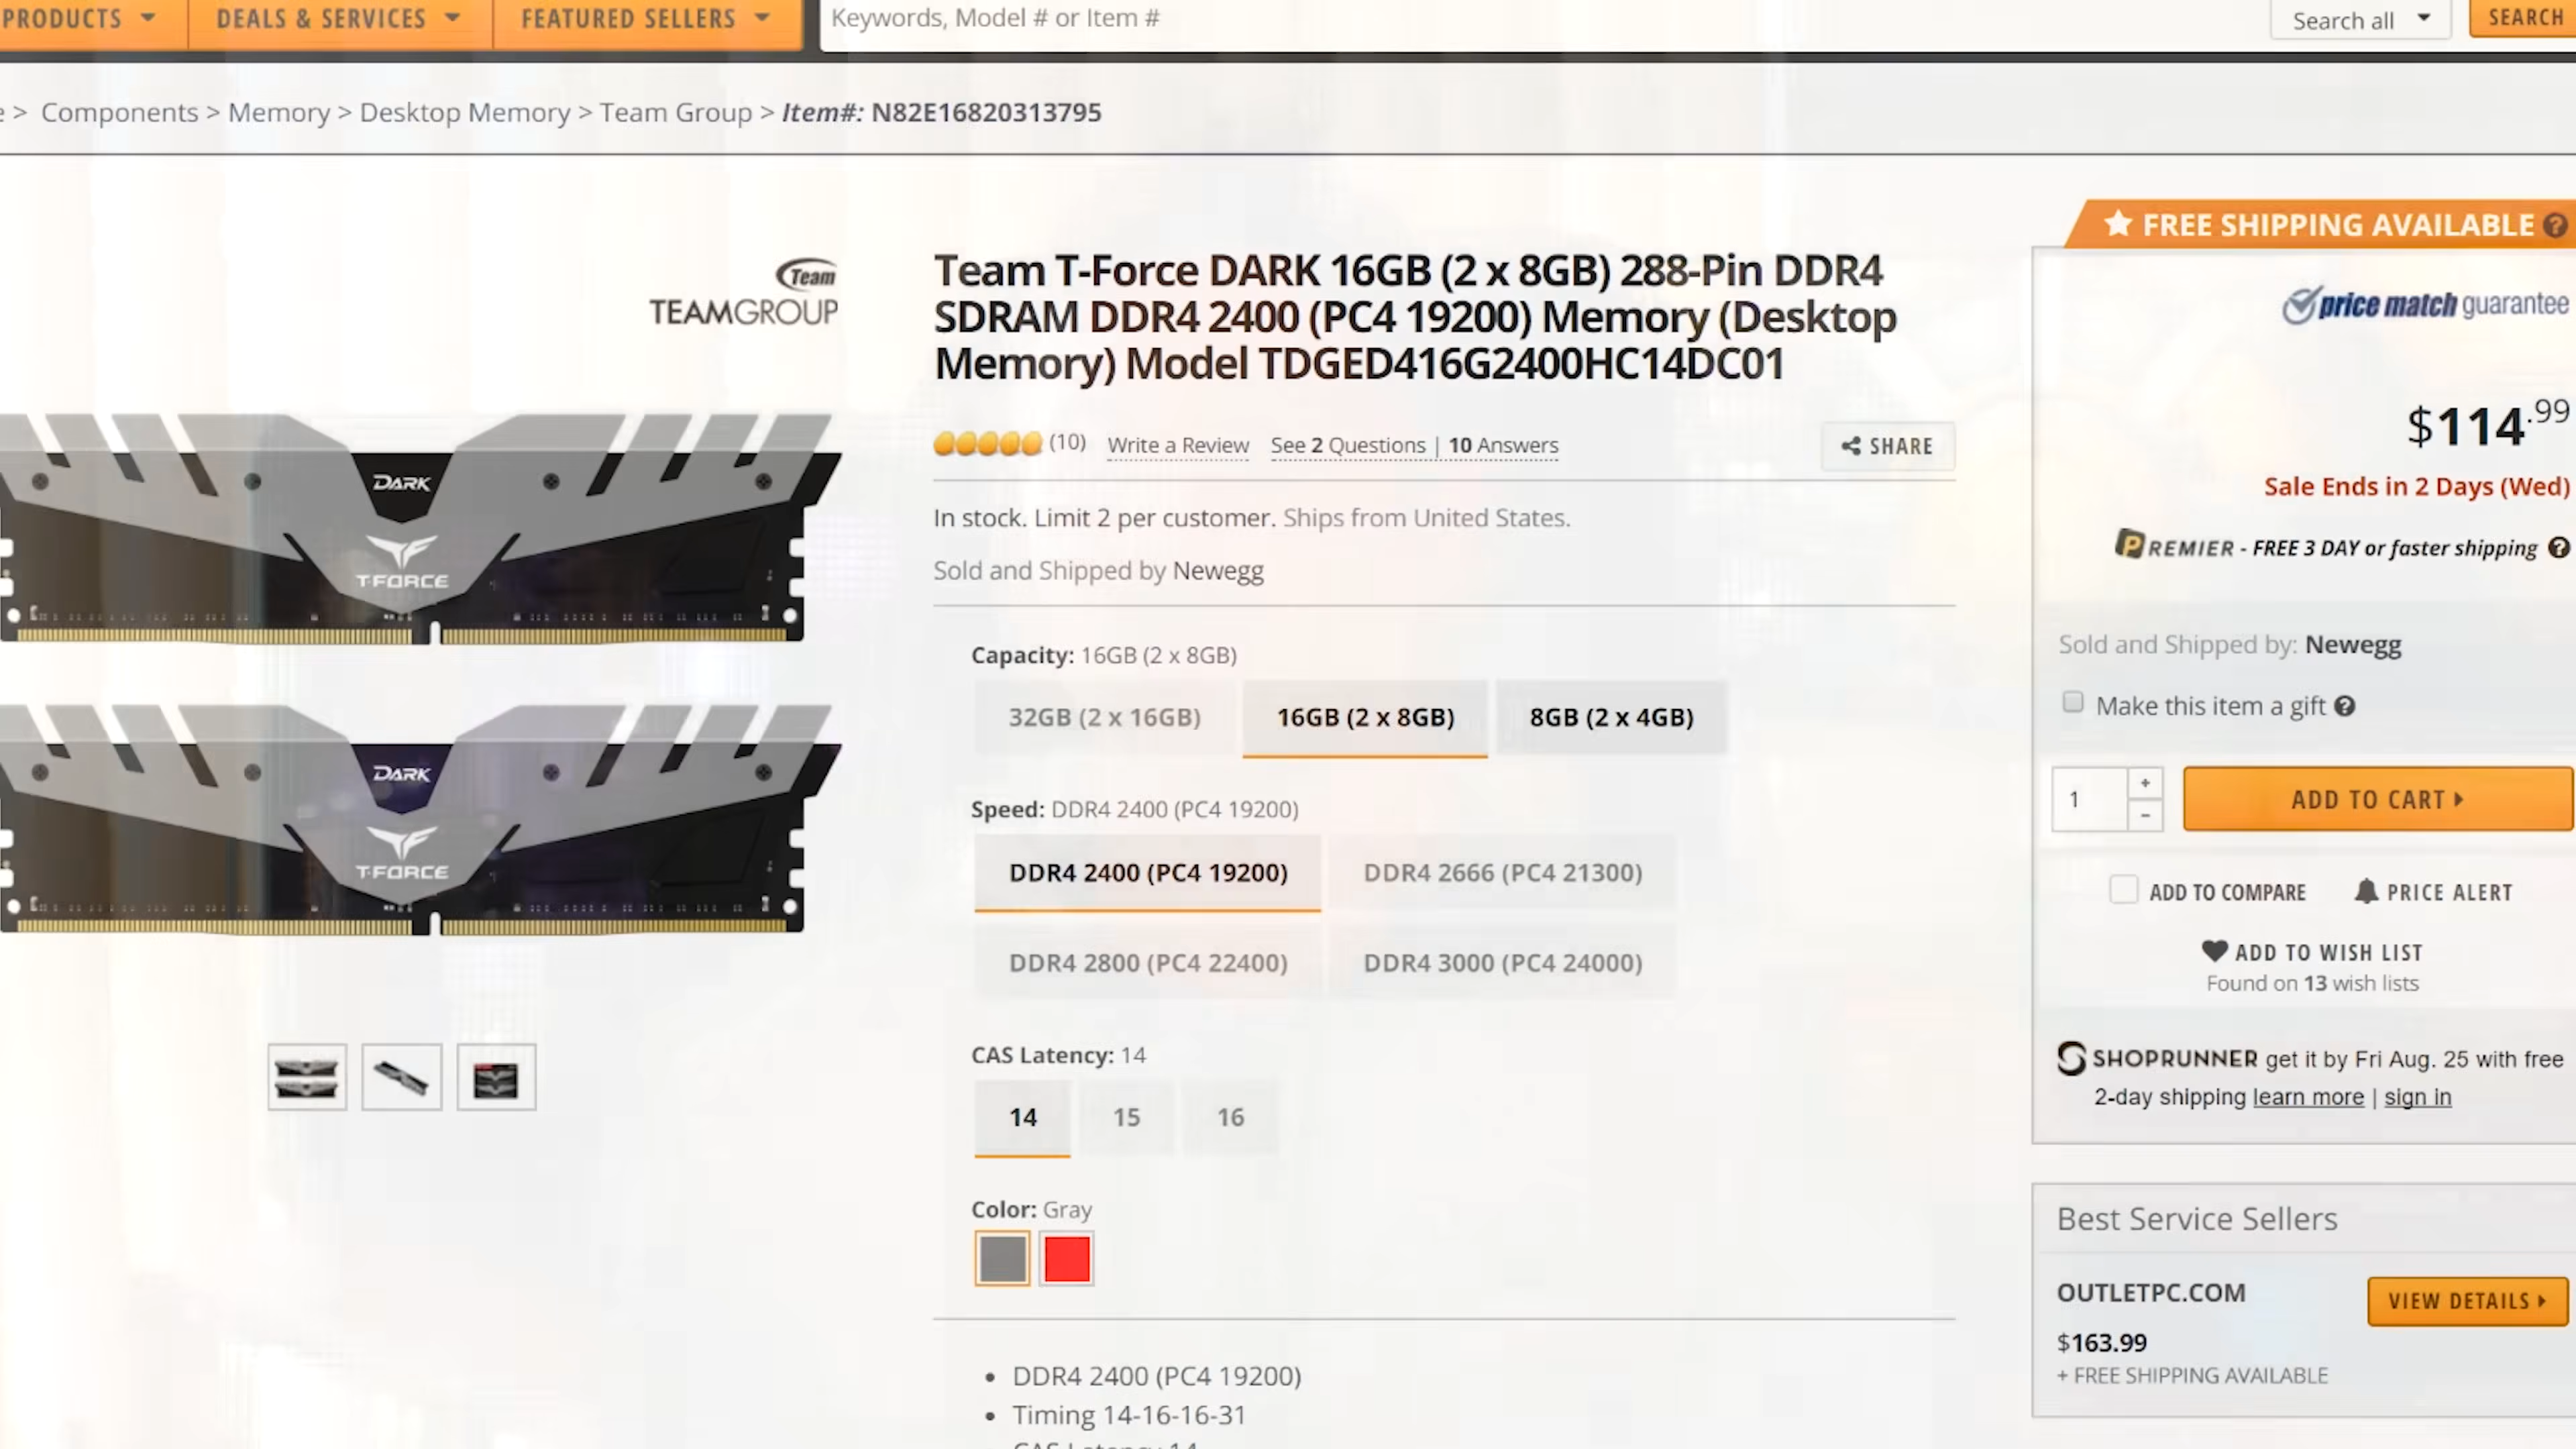 PRODUCTS
DEALS & SERVICES
FEATURED SELLERS
Keywords, Model # or Item #
Search all
SEARCH
> Components > Memory > Desktop Memory > Team Group > Item#: N82E16820313795
Team
TEAMGROUP
DARK
T-FORCE
DARK
T-FORCE
Team T-Force DARK 16GB (2 x 8GB) 288-Pin DDR4
SDRAM DDR4 2400 (PC4 19200) Memory (Desktop
Memory) Model TDGED416G2400HC14DC01
(10) Write a Review See 2 Questions | 10 Answers
SHARE
In stock. Limit 2 per customer. Ships from United States.
Sold and Shipped by Newegg
Capacity: 16GB (2 x 8GB)
32GB (2 x 16GB) 16GB (2 x 8GB) 8GB (2 x 4GB)
Speed: DDR4 2400 (PC4 19200)
DDR4 2400 (PC4 19200) DDR4 2666 (PC4 21300)
DDR4 2800 (PC4 22400) DDR4 3000 (PC4 24000)
CAS Latency: 14
14 15 16
Color: Gray
• DDR4 2400 (PC4 19200)
• Timing 14-16-16-31
CAS Latency 14
FREE SHIPPING AVAILABLE ?
price match guarantee
$114.99
Sale Ends in 2 Days (Wed)
PREMIER - FREE 3 DAY or faster shipping ?
Sold and Shipped by: Newegg
Make this item a gift ?
1 + -
ADD TO CART
ADD TO COMPARE PRICE ALERT
ADD TO WISH LIST
Found on 13 wish lists
SHOPRUNNER get it by Fri Aug. 25 with free
2-day shipping learn more | sign in
Best Service Sellers
OUTLETPC.COM
VIEW DETAILS
$163.99
+ FREE SHIPPING AVAILABLE